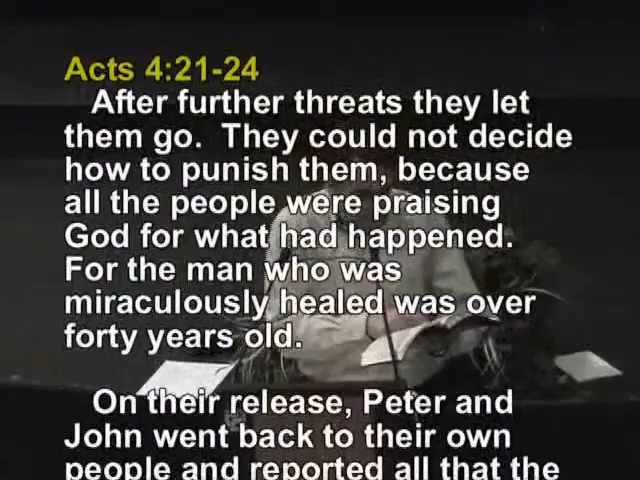 Acts 4:21-24
After further threats they let
them go. They could not decide
how to punish them, because
all the people were praising
God for what had happened.
For the man who was
miraculously healed was over
forty years old.
On their release, Peter and
John went back to their own
people and reported all that the